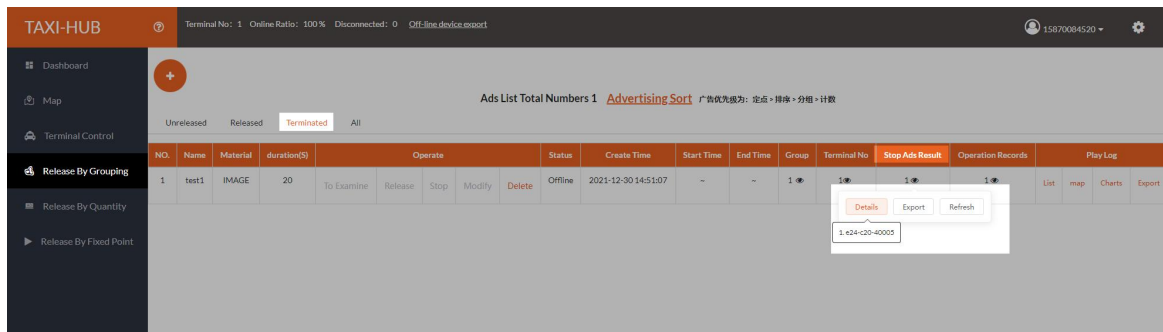 TAXI-HUB
Terminal No: 1 Online Ratio: 100% Disconnected: 0 Off-line device export
15870084520
Dashboard
Map
Terminal Control
Release By Grouping
Release By Quantity
Release By Fixed Point
+
Ads List Total Numbers 1 Advertising Sort 广告优先级为: 定点>排序>分组>计数
Unreleased Released Terminated All
NO. Name Material duration(S) Operate Status Create Time Start Time End Time Group Terminal No Stop Ads Result Operation Records Play Log
1 test1 IMAGE 20 To Examine Release Stop Modify Delete Offline 2021-12-30 14:51:07 – – 1 1 1 1 List map Charts Export
Details Export Refresh
1. e24-c20-40005